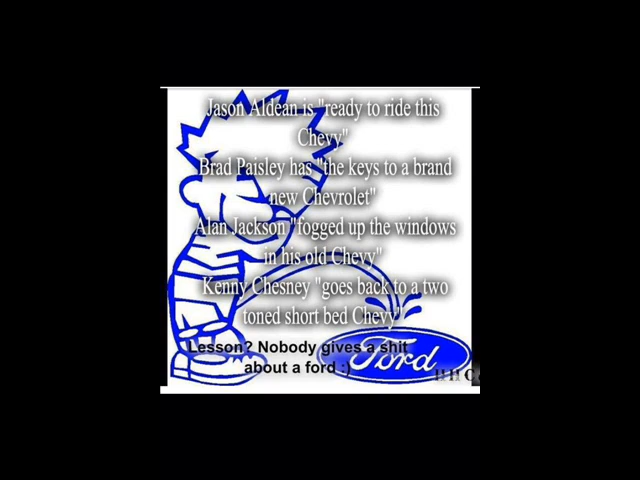 Jason Aldean is "ready to ride this
Chevy"
Brad Paisley has "the keys to a brand
new Chevrolet"
Alan Jackson "fogged up the windows
in his old Chevy"
Kenny Chesney "goes back to a two
toned short bed Chevy"
Lesson? Nobody gives a shit
about a ford :)
Ford